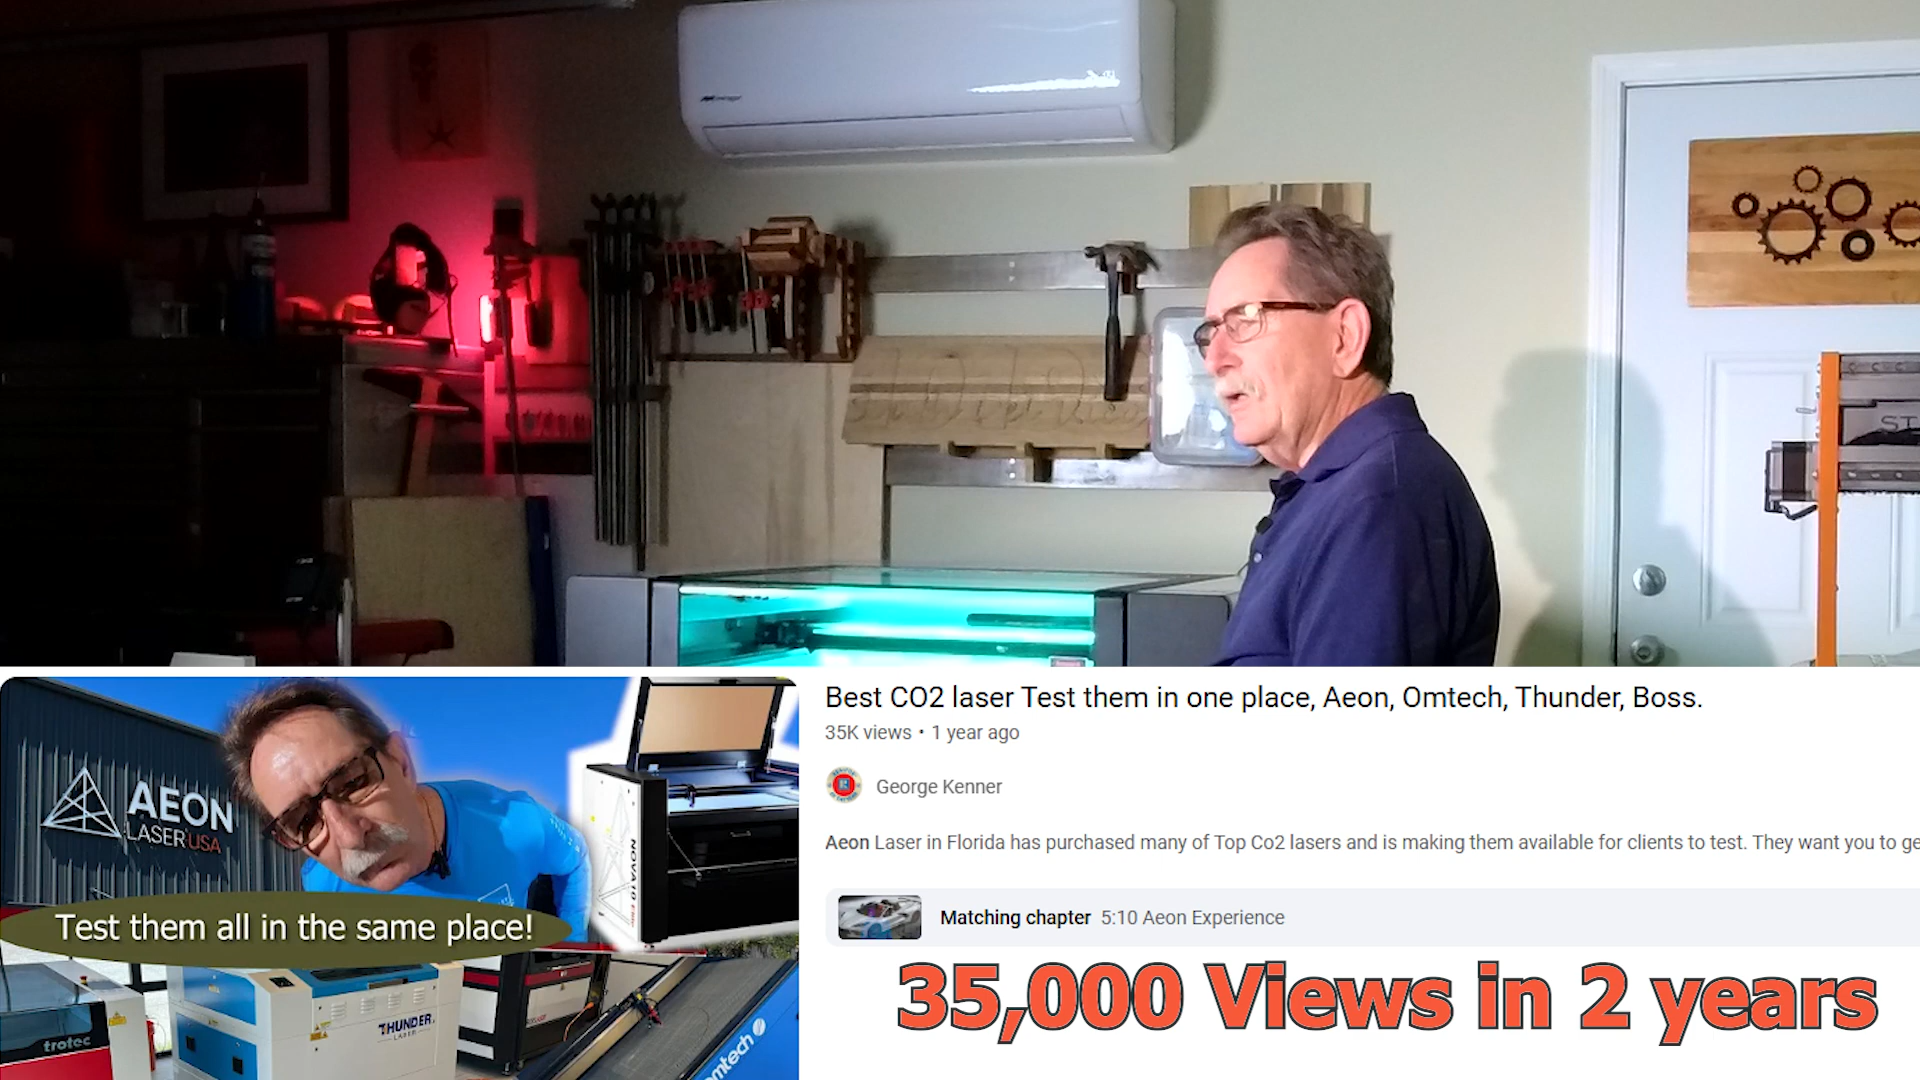 ST
Best CO2 laser Test them in one place, Aeon, Omtech, Thunder, Boss.
35K views • 1 year ago
George Kenner
Aeon Laser in Florida has purchased many of Top Co2 lasers and is making them available for clients to test. They want you to ge
Matching chapter 5:10 Aeon Experience
35,000 Views in 2 years
AEON
LASER USA
NOVA10
Test them all in the same place!
trotec
THUNDER
LASER
omtech